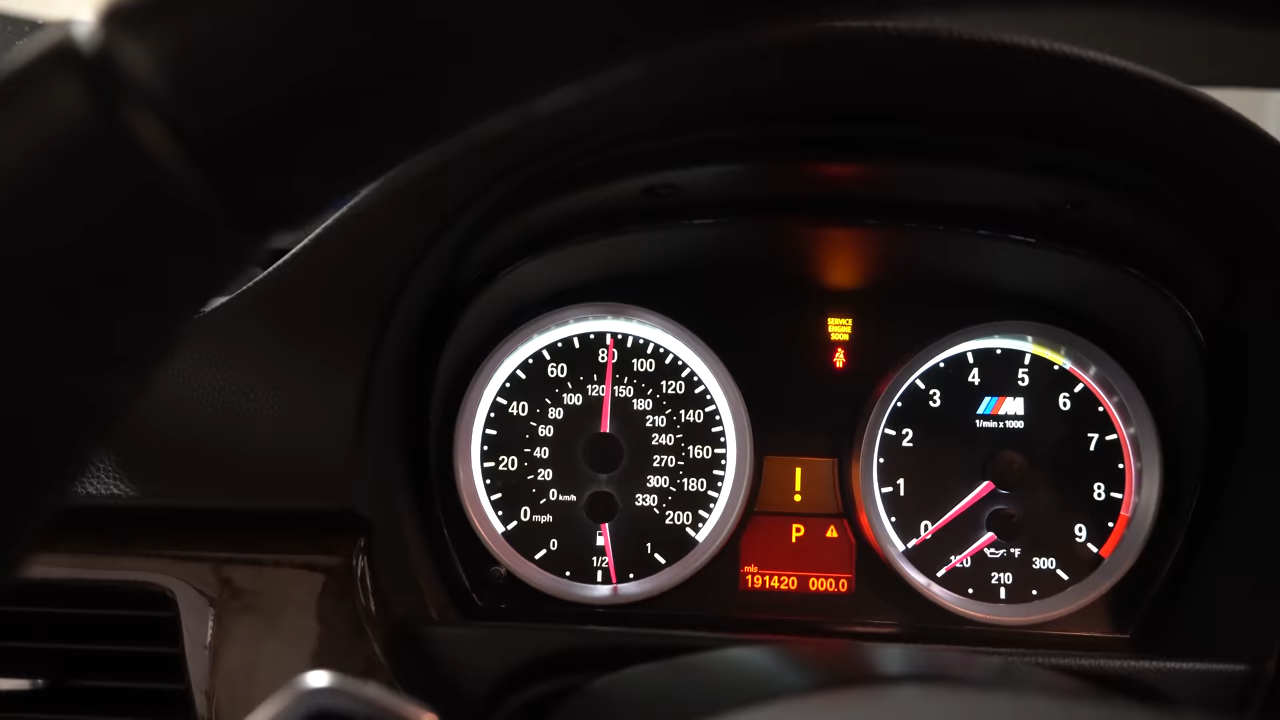 SERVICE
ENGINE
SOON
0 mph 20 40 60 80 100 120 140 160 180 200
0 km/h 20 40 60 80 100 120 150 180 210 240 270 300 330
0 1/2 1
!
P
mls
191420 000.0
0 1 2 3 4 5 6 7 8 9
M
1/min x 1000
°F
120 210 300